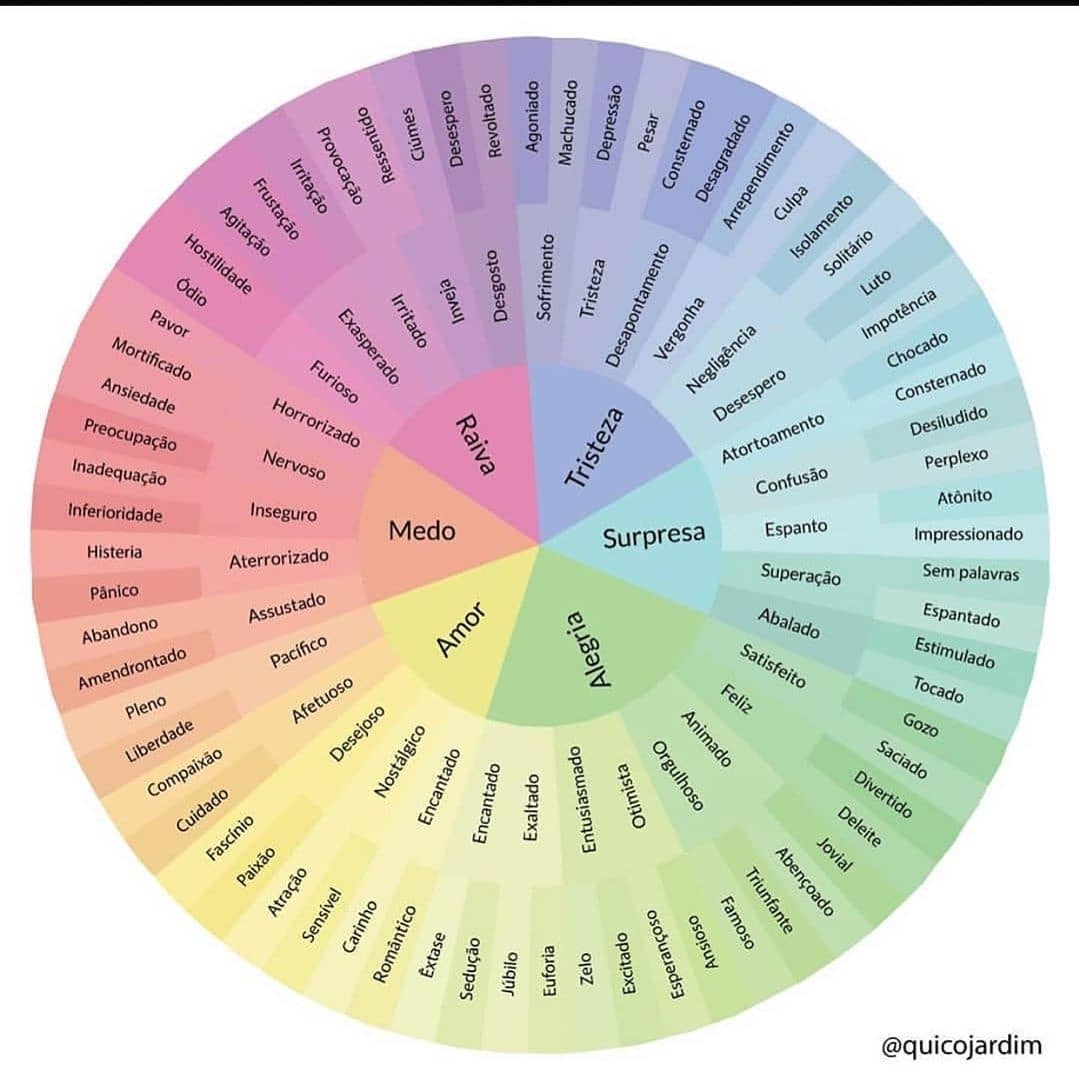 Raiva
Tristeza
Surpresa
Alegria
Amor
Medo
Sofrimento
Tristeza
Desapontamento
Vergonha
Negligência
Desespero
Atortoamento
Confusão
Espanto
Superação
Abalado
Satisfeito
Feliz
Animado
Orgulhoso
Otimista
Entusiasmado
Exaltado
Encantado
Encantado
Nostálgico
Desejoso
Afetuoso
Pacífico
Assustado
Aterrorizado
Inseguro
Nervoso
Horrorizado
Furioso
Exasperado
Irritado
Inveja
Desgosto
Agoniado
Machucado
Depressão
Pesar
Consternado
Desagradado
Arrependimento
Culpa
Isolamento
Solitário
Luto
Impotência
Chocado
Consternado
Desiludido
Perplexo
Atônito
Impressionado
Sem palavras
Espantado
Estimulado
Tocado
Gozo
Saciado
Divertido
Deleite
Jovial
Abençoado
Triunfante
Famoso
Ansioso
Esperançoso
Excitado
Zelo
Euforia
Júbilo
Sedução
Êxtase
Romântico
Carinho
Sensível
Atração
Paixão
Fascínio
Cuidado
Compaixão
Liberdade
Pleno
Amendrontado
Abandono
Pânico
Histeria
Inferioridade
Inadequação
Preocupação
Ansiedade
Mortificado
Pavor
Ódio
Hostilidade
Agitação
Frustação
Irritação
Provocação
Ressentido
Ciúmes
Desespero
Revoltado
@quicojardim